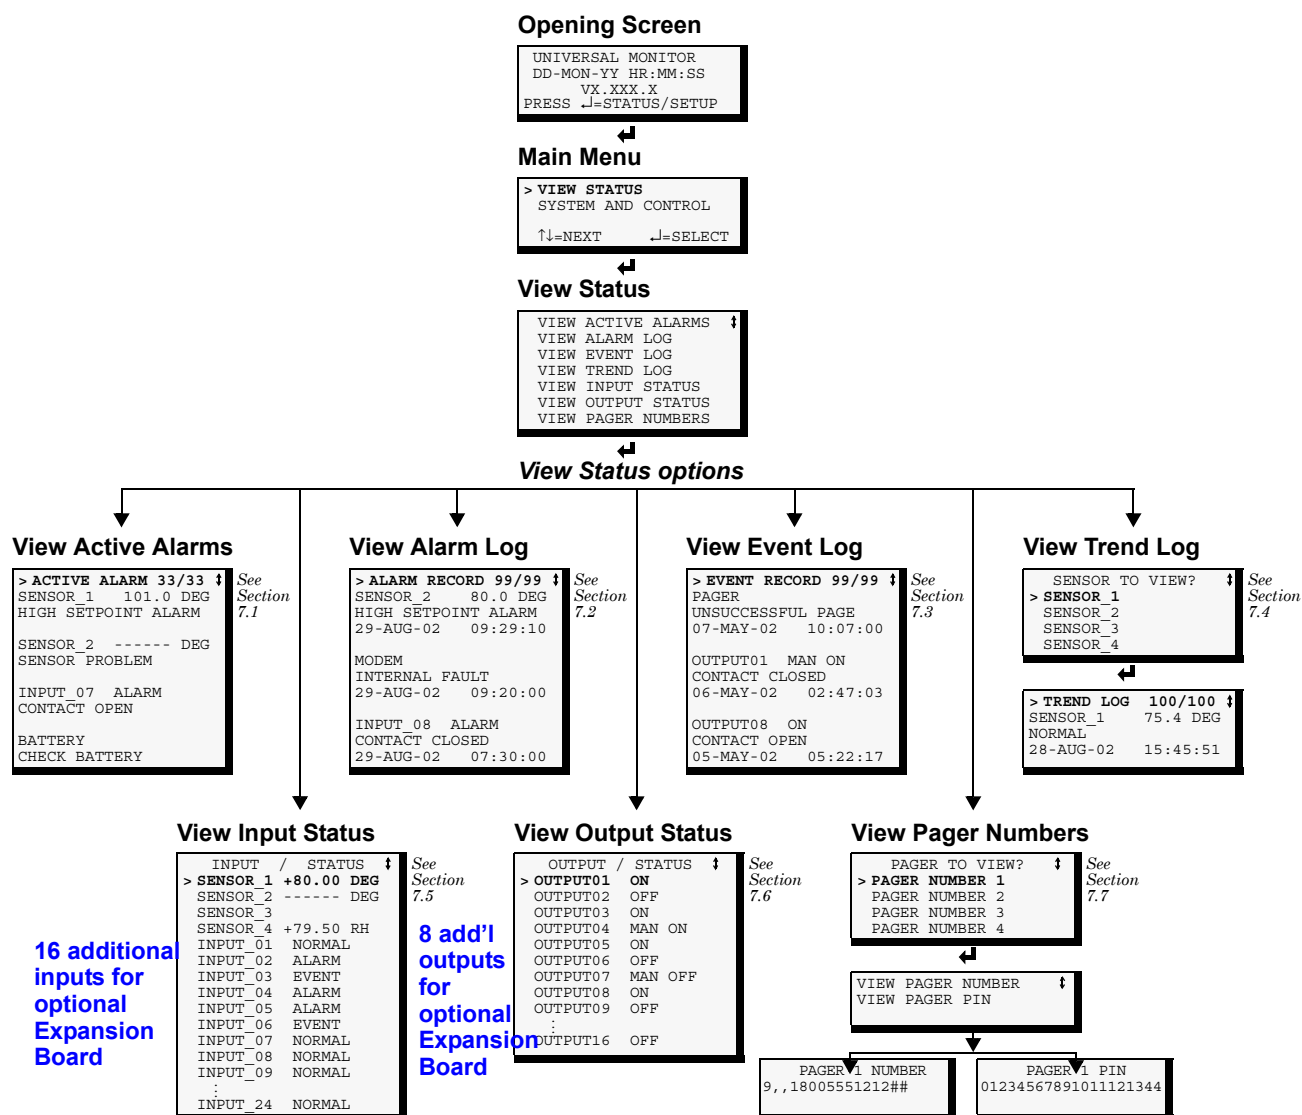 Opening Screen
UNIVERSAL MONITOR
DD-MON-YY HR:MM:SS
VX.XXX.X
PRESS ↵=STATUS/SETUP
Main Menu
> VIEW STATUS
SYSTEM AND CONTROL
↑↓=NEXT ↵=SELECT
View Status
VIEW ACTIVE ALARMS
VIEW ALARM LOG
VIEW EVENT LOG
VIEW TREND LOG
VIEW INPUT STATUS
VIEW OUTPUT STATUS
VIEW PAGER NUMBERS
View Status options
View Active Alarms
> ACTIVE ALARM 33/33
SENSOR_1 101.0 DEG
HIGH SETPOINT ALARM
SENSOR_2 ------ DEG
SENSOR PROBLEM
INPUT_07 ALARM
CONTACT OPEN
BATTERY
CHECK BATTERY
See
Section
7.1
View Alarm Log
> ALARM RECORD 99/99
SENSOR_2 80.0 DEG
HIGH SETPOINT ALARM
29-AUG-02 09:29:10
MODEM
INTERNAL FAULT
29-AUG-02 09:20:00
INPUT_08 ALARM
CONTACT CLOSED
29-AUG-02 07:30:00
See
Section
7.2
View Event Log
> EVENT RECORD 99/99
PAGER
UNSUCCESSFUL PAGE
07-MAY-02 10:07:00
OUTPUT01 MAN ON
CONTACT CLOSED
06-MAY-02 02:47:03
OUTPUT08 ON
CONTACT OPEN
05-MAY-02 05:22:17
See
Section
7.3
View Trend Log
SENSOR TO VIEW?
> SENSOR_1
SENSOR_2
SENSOR_3
SENSOR_4
See
Section
7.4
> TREND LOG 100/100
SENSOR_1 75.4 DEG
NORMAL
28-AUG-02 15:45:51
View Input Status
INPUT / STATUS
> SENSOR_1 +80.00 DEG
SENSOR_2 ------ DEG
SENSOR_3
SENSOR_4 +79.50 RH
INPUT_01 NORMAL
INPUT_02 ALARM
INPUT_03 EVENT
INPUT_04 ALARM
INPUT_05 ALARM
INPUT_06 EVENT
INPUT_07 NORMAL
INPUT_08 NORMAL
INPUT_09 NORMAL
⋮
INPUT_24 NORMAL
See
Section
7.5
16 additional
inputs for
optional
Expansion
Board
View Output Status
OUTPUT / STATUS
> OUTPUT01 ON
OUTPUT02 OFF
OUTPUT03 ON
OUTPUT04 MAN ON
OUTPUT05 ON
OUTPUT06 OFF
OUTPUT07 MAN OFF
OUTPUT08 ON
OUTPUT09 OFF
⋮
OUTPUT16 OFF
See
Section
7.6
8 add'l
outputs
for
optional
Expansion
Board
View Pager Numbers
PAGER TO VIEW?
> PAGER NUMBER 1
PAGER NUMBER 2
PAGER NUMBER 3
PAGER NUMBER 4
See
Section
7.7
VIEW PAGER NUMBER
VIEW PAGER PIN
PAGER 1 NUMBER
9,,18005551212##
PAGER 1 PIN
01234567891011121344